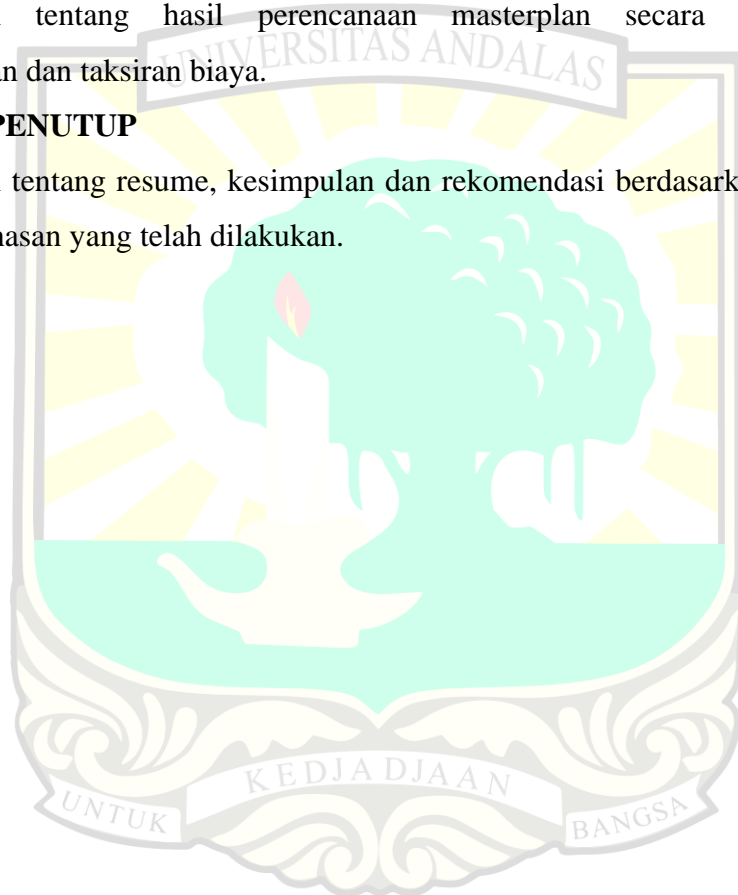 tentang hasil perencanaan masterplan secara
an dan taksiran biaya.
PENUTUP
tentang resume, kesimpulan dan rekomendasi berdasark
hasan yang telah dilakukan.
UNIVERSITAS ANDALAS
KEDJADJAAN
UNTUK BANGSA